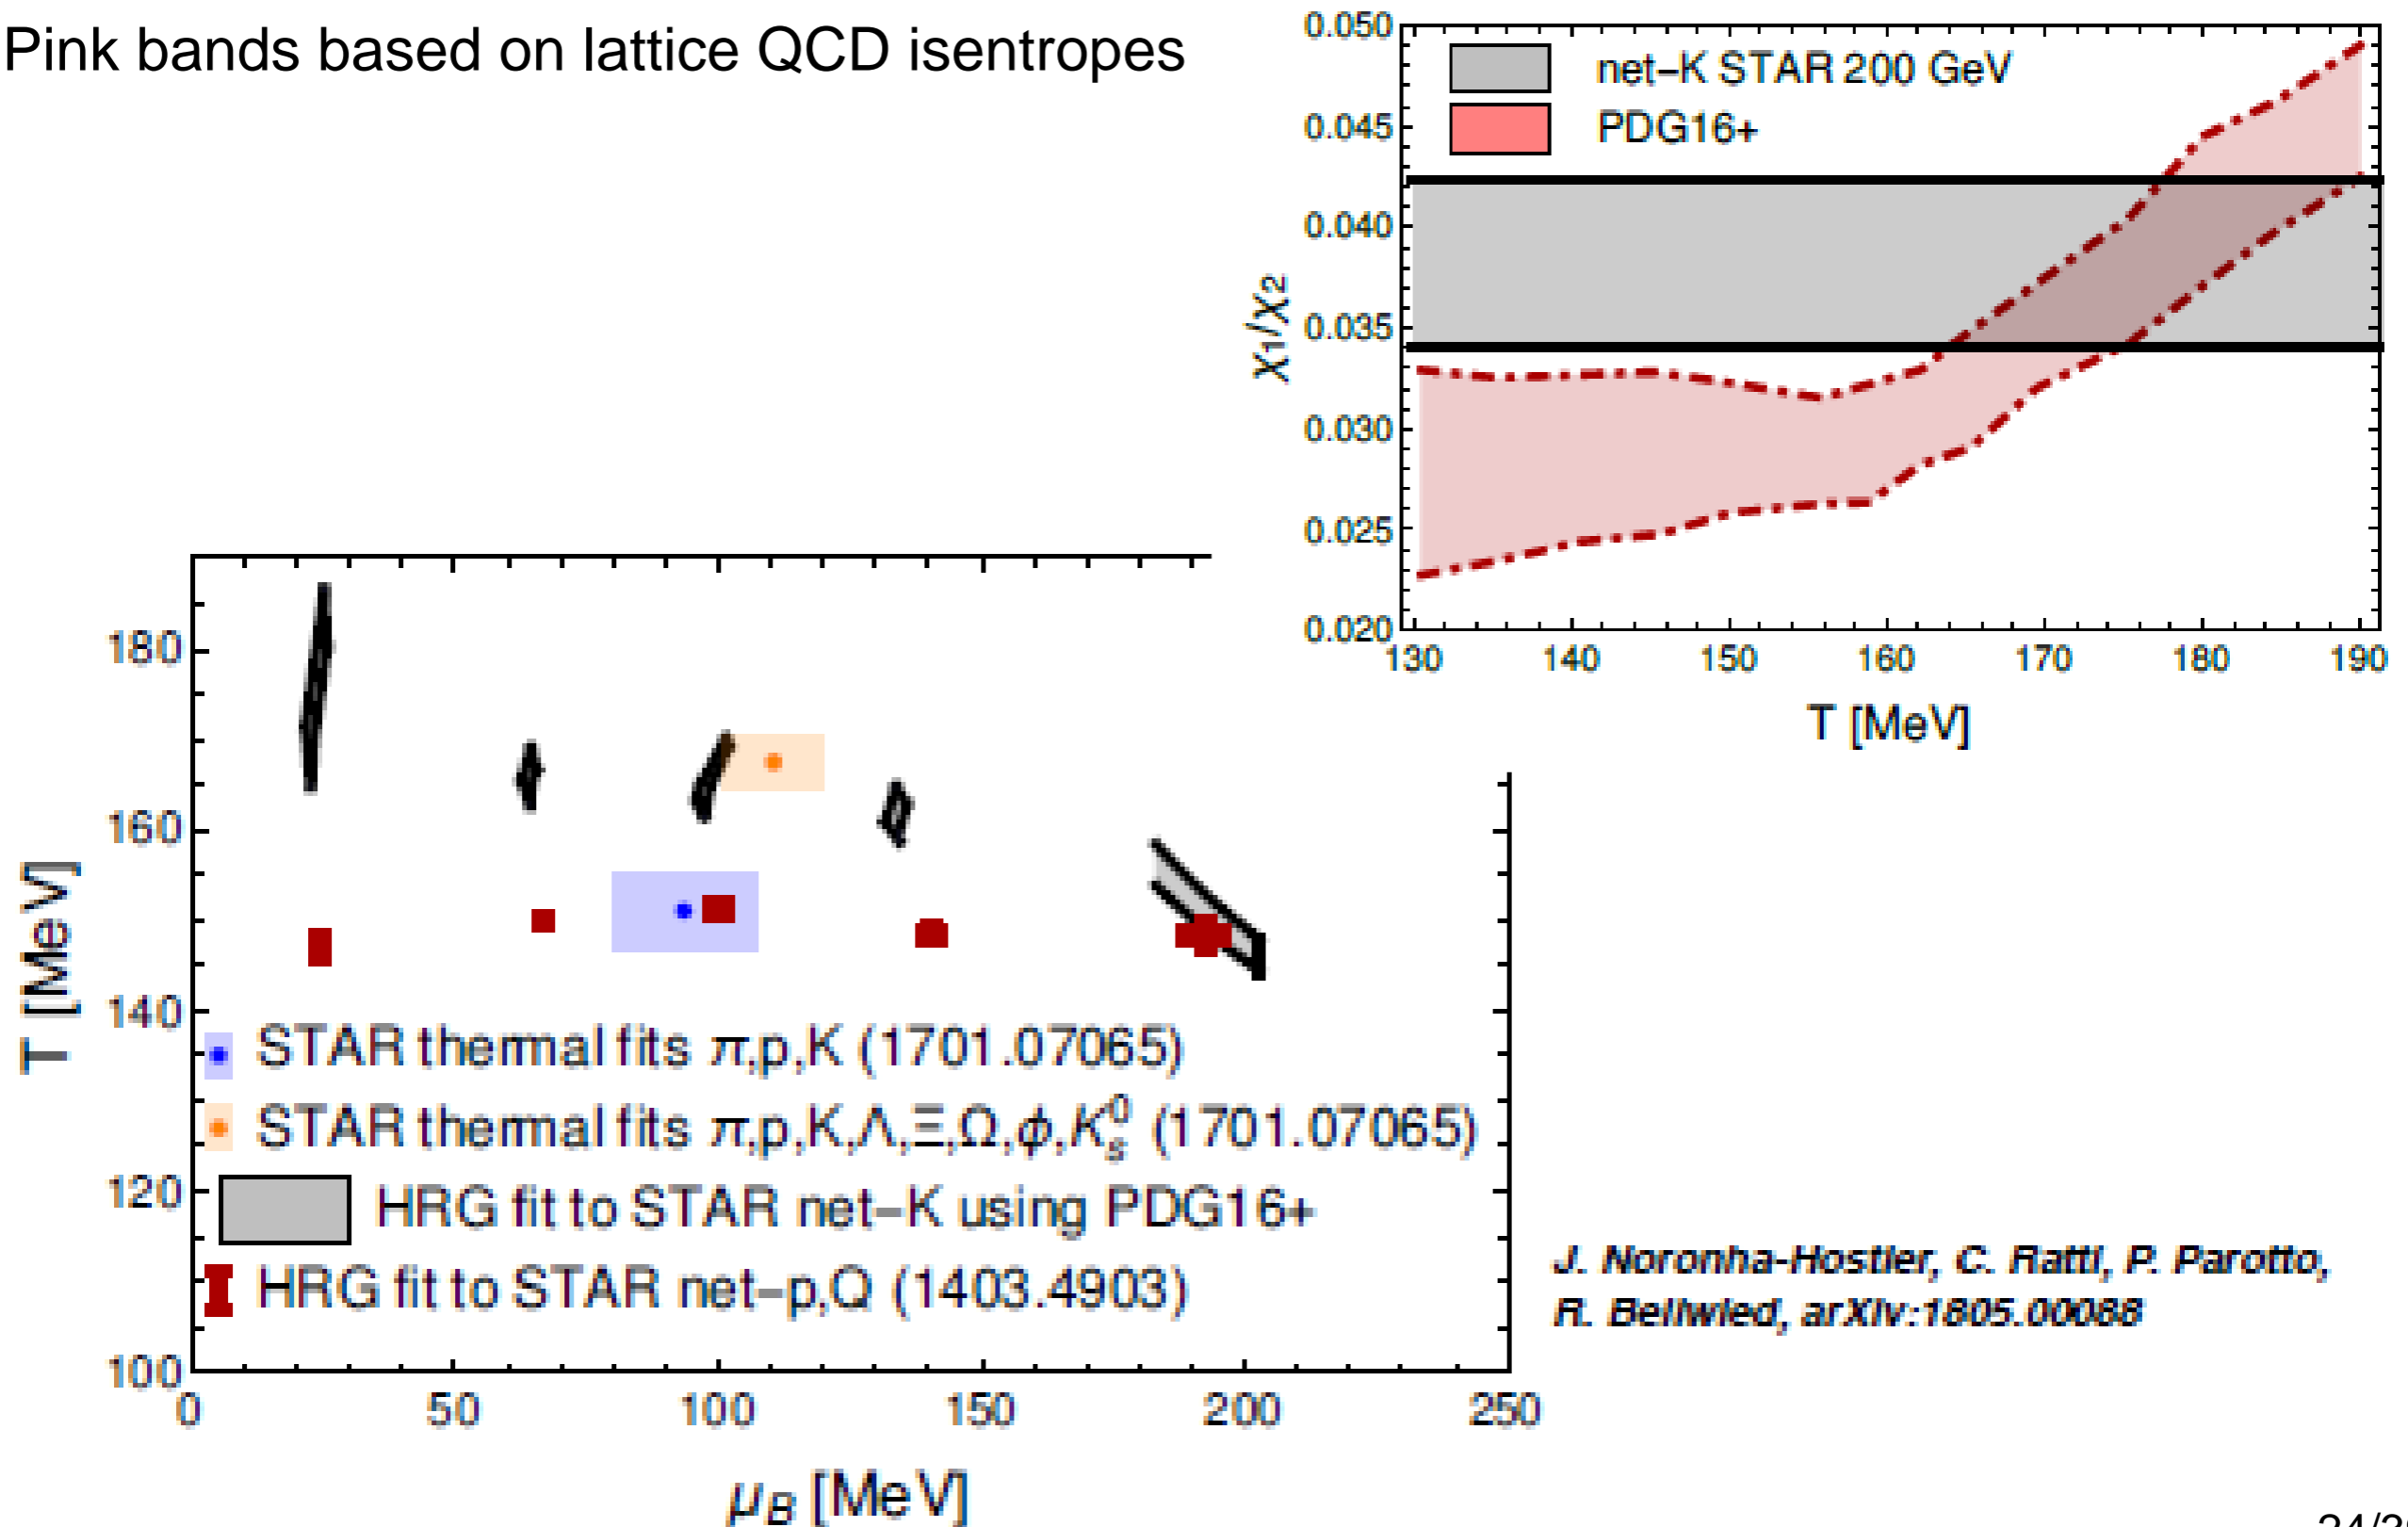 Pink bands based on lattice QCD isentropes
0.050
0.045
0.040
0.035
0.030
0.025
0.020
χ1/χ2
net-K STAR 200 GeV
PDG16+
130 140 150 160 170 180 190
T [MeV]
180
160
140
120
100
T [MeV]
STAR thermal fits π,p,K (1701.07065)
STAR thermal fits π,p,K,Λ,Ξ,Ω,ϕ,K⁰ₛ (1701.07065)
HRG fit to STAR net-K using PDG16+
HRG fit to STAR net-p,Q (1403.4903)
0 50 100 150 200 250
μB [MeV]
J. Noronha-Hostler, C. Ratti, P. Parotto,
R. Bellwied, arXiv:1805.00088